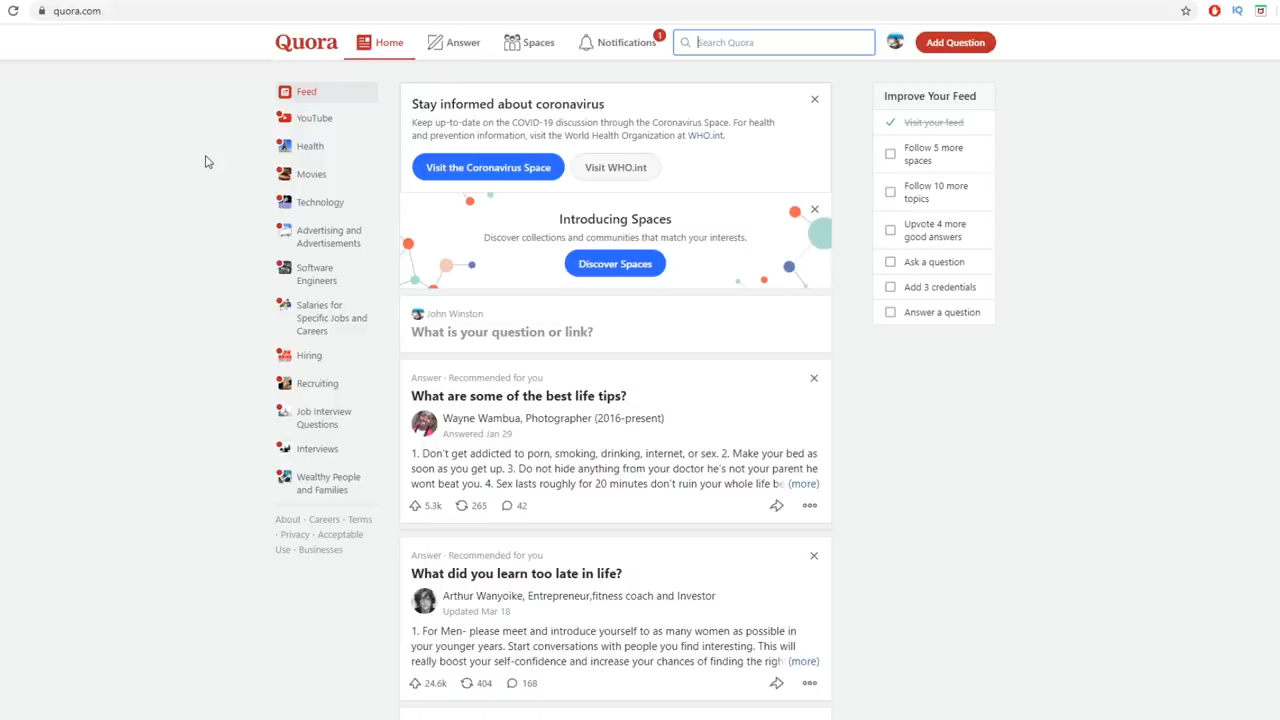 quora.com
IQ
Quora
Home
Answer
Spaces
Notifications
1
Search Quora
Add Question
Feed
YouTube
Health
Movies
Technology
Advertising and
Advertisements
Software
Engineers
Salaries for
Specific Jobs and
Careers
Hiring
Recruiting
Job Interview
Questions
Interviews
Wealthy People
and Families
About · Careers · Terms
· Privacy · Acceptable
Use · Businesses
Stay informed about coronavirus
Keep up-to-date on the COVID-19 discussion through the Coronavirus Space. For health
and prevention information, visit the World Health Organization at WHO.int.
Visit the Coronavirus Space
Visit WHO.int
Introducing Spaces
Discover collections and communities that match your interests.
Discover Spaces
John Winston
What is your question or link?
Answer · Recommended for you
What are some of the best life tips?
Wayne Wambua, Photographer (2016-present)
Answered Jan 29
1. Don't get addicted to porn, smoking, drinking, internet, or sex. 2. Make your bed as
soon as you get up. 3. Do not hide anything from your doctor he's not your parent he
wont beat you. 4. Sex lasts roughly for 20 minutes don't ruin your whole life be (more)
5.3k 265 42
Answer · Recommended for you
What did you learn too late in life?
Arthur Wanyoike, Entrepreneur,fitness coach and Investor
Updated Mar 18
1. For Men- please meet and introduce yourself to as many women as possible in
your younger years. Start conversations with people you find interesting. This will
really boost your self-confidence and increase your chances of finding the righ (more)
24.6k 404 168
Improve Your Feed
Visit your feed
Follow 5 more
spaces
Follow 10 more
topics
Upvote 4 more
good answers
Ask a question
Add 3 credentials
Answer a question